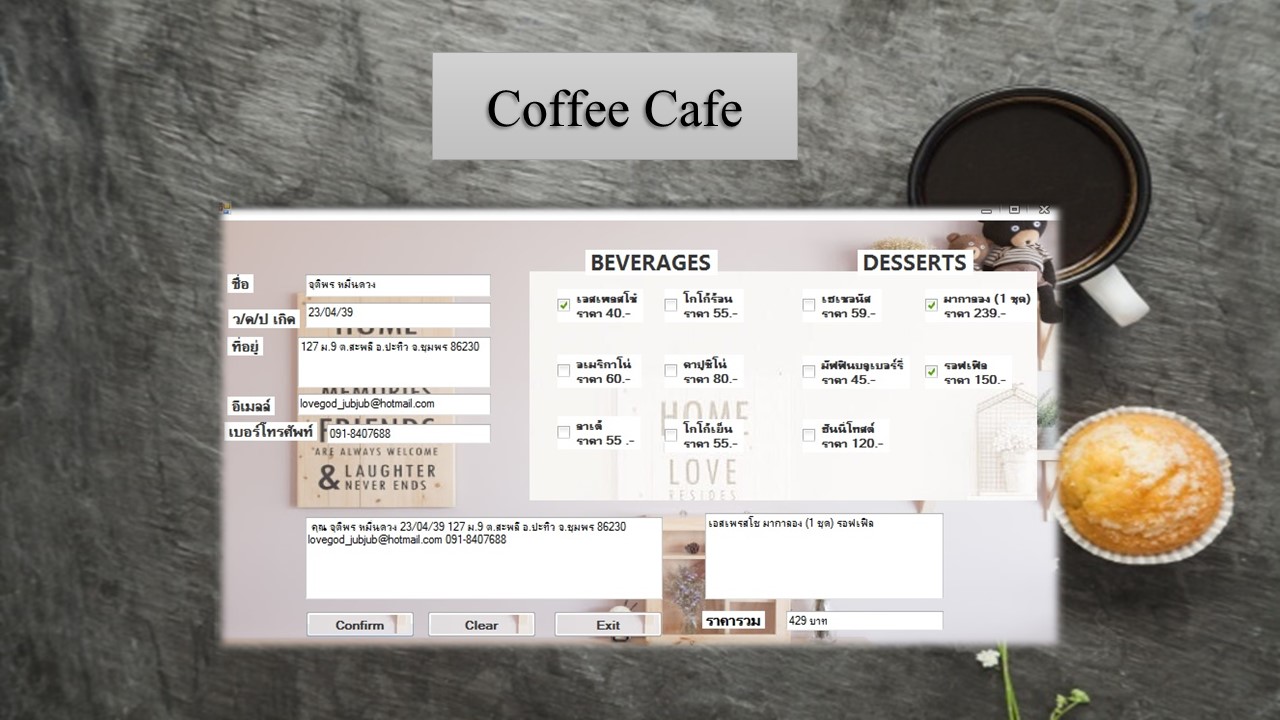 Coffee Cafe
BEVERAGES
DESSERTS
ชื่อ
จุติพร หมื่นดวง
ว/ด/ป เกิด
23/04/39
ที่อยู่
127 ม.9 ต.สะพลี อ.ปะทิว จ.ชุมพร 86230
อีเมลล์
lovegod_jubjub@hotmail.com
เบอร์โทรศัพท์
091-8407688
เอสเพรสโซ่
ราคา 40.-
โกโก้ร้อน
ราคา 55.-
เฮเซลนัส
ราคา 59.-
มากาลอง (1 ชุด)
ราคา 239.-
อเมริกาโน่
ราคา 60.-
คาปูชิโน่
ราคา 80.-
มัฟฟินบลูเบอร์รี่
ราคา 45.-
รอฟเฟิล
ราคา 150.-
ลาเต้
ราคา 55 .-
โกโก้เย็น
ราคา 55.-
ฮันนี่โทสต์
ราคา 120.-
HOME
MEMORIES
FRIENDS
ARE ALWAYS WELCOME
& LAUGHTER
NEVER ENDS
HOME
LOVE
RESIDES
คุณ จุติพร หมื่นดวง 23/04/39 127 ม.9 ต.สะพลี อ.ปะทิว จ.ชุมพร 86230
lovegod_jubjub@hotmail.com 091-8407688
เอสเพรสโซ มากาลอง (1 ชุด) รอฟเฟิล
Confirm
Clear
Exit
ราคารวม
429 บาท